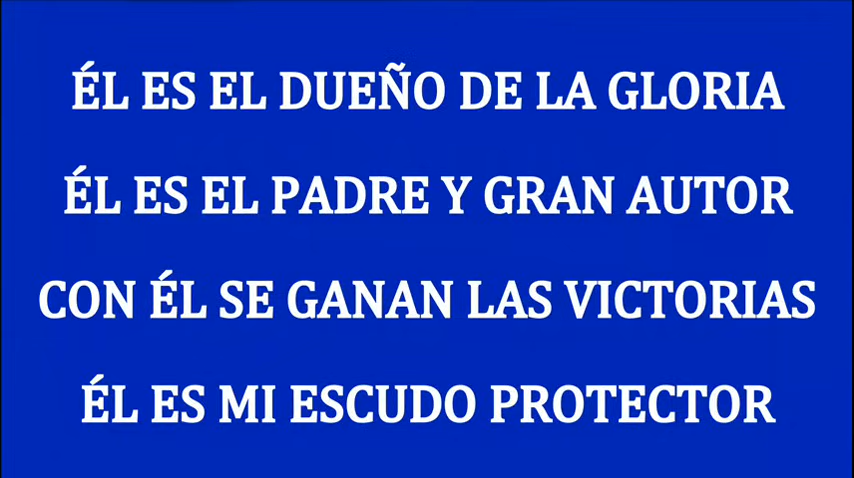 ÉL ES EL DUEÑO DE LA GLORIA
ÉL ES EL PADRE Y GRAN AUTOR
CON ÉL SE GANAN LAS VICTORIAS
ÉL ES MI ESCUDO PROTECTOR